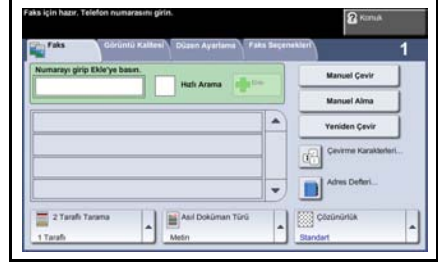 Faks için hazır. Telefon numarasını girin.
Konuk
Faks
Görüntü Kalitesi
Düzen Ayarlama
Faks Seçenekleri
1
Numarayı girip Ekle'ye basın.
Hızlı Arama
Ekle
Manuel Çevir
Manuel Alma
Yeniden Çevir
Çevirme Karakterleri...
Adres Defteri...
2 Taraflı Tarama
1 Taraflı
Asıl Doküman Türü
Metin
Çözünürlük
Standart